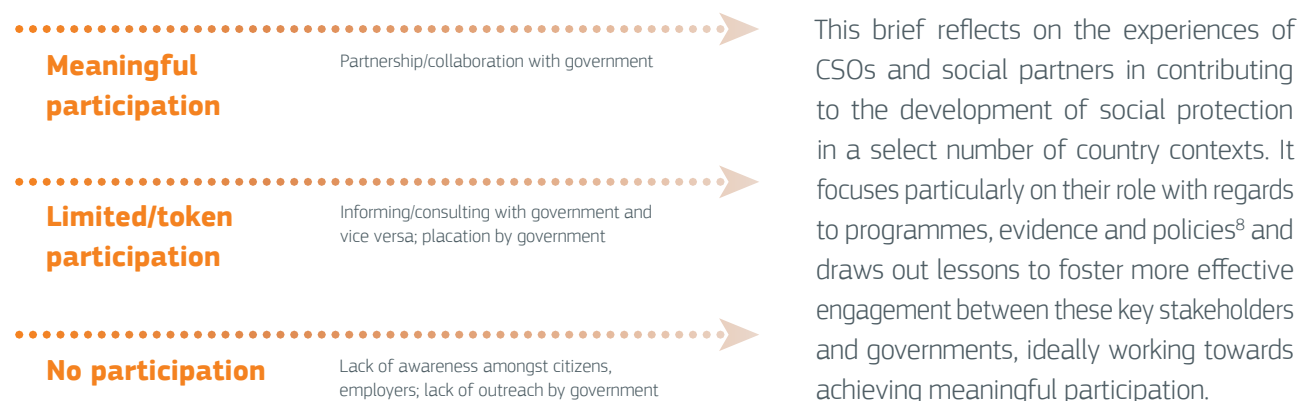 Meaningful
participation
Partnership/collaboration with government
Limited/token
participation
Informing/consulting with government and
vice versa; placation by government
No participation
Lack of awareness amongst citizens,
employers; lack of outreach by government
This brief reflects on the experiences of
CSOs and social partners in contributing
to the development of social protection
in a select number of country contexts. It
focuses particularly on their role with regards
to programmes, evidence and policies⁸ and
draws out lessons to foster more effective
engagement between these key stakeholders
and governments, ideally working towards
achieving meaningful participation.